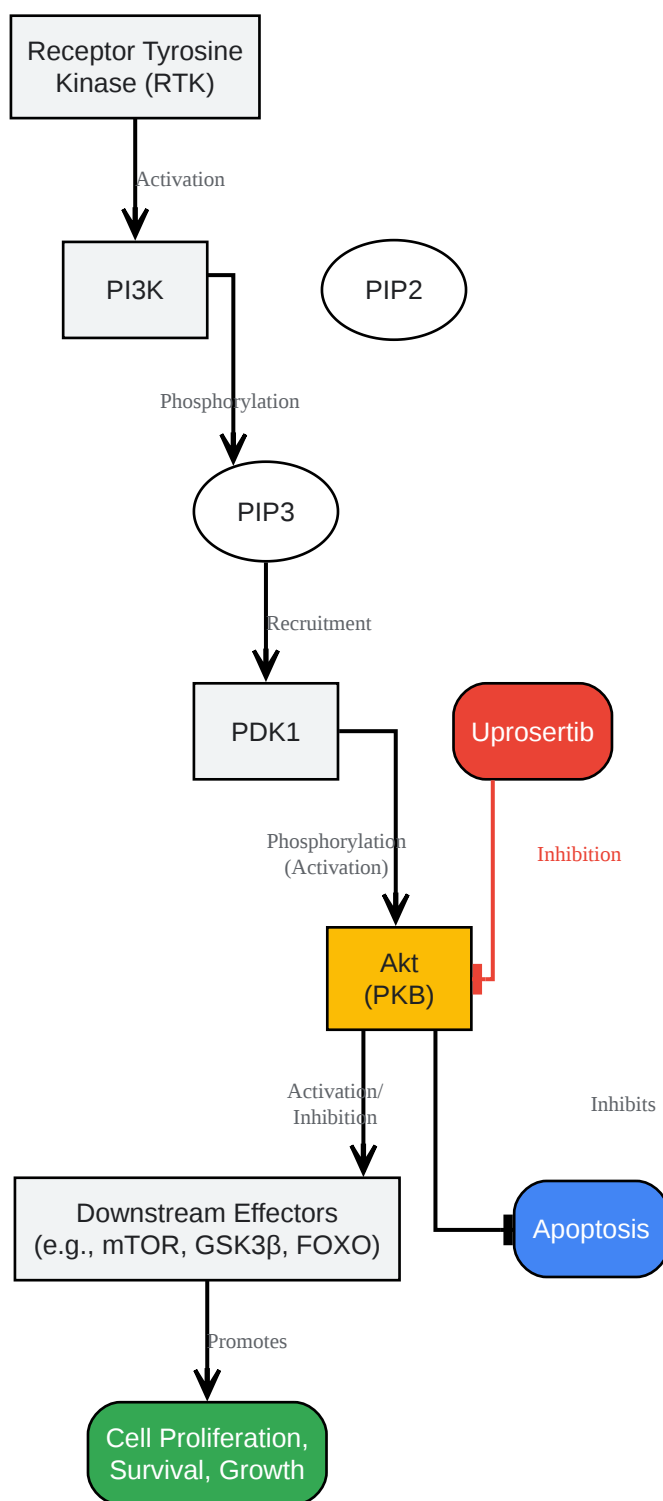 Receptor Tyrosine
Kinase (RTK)
Activation
PI3K
PIP2
Phosphorylation
PIP3
Recruitment
PDK1
Uprosertib
Phosphorylation
(Activation)
Inhibition
Akt
(PKB)
Activation/
Inhibition
Inhibits
Downstream Effectors
(e.g., mTOR, GSK3β, FOXO)
Apoptosis
Promotes
Cell Proliferation,
Survival, Growth